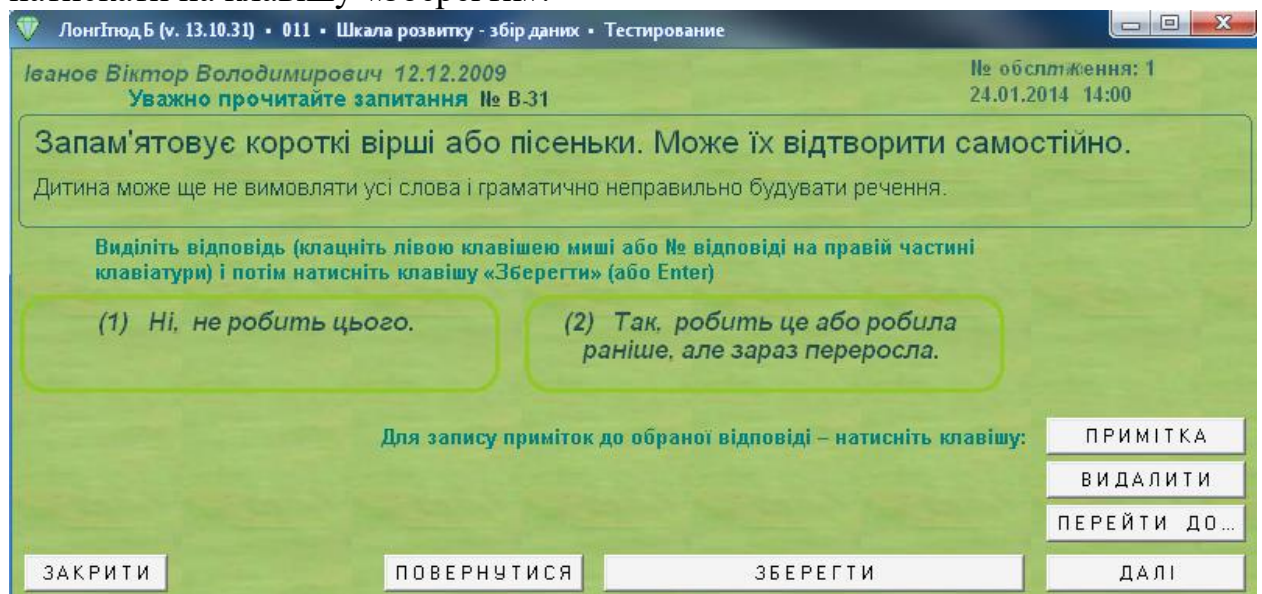 ЛонгІтюд Б (v. 13.10.31) • 011 • Шкала розвитку - збір даних • Тестирование
Іванов Віктор Володимирович 12.12.2009
№ обслтження: 1
Уважно прочитайте запитання № В-31
24.01.2014 14:00
Запам'ятовує короткі вірші або пісеньки. Може їх відтворити самостійно.
Дитина може ще не вимовляти усі слова і граматично неправильно будувати речення.
Виділіть відповідь (клацніть лівою клавішею миші або № відповіді на правій частині
клавіатури) і потім натисніть клавішу «Зберегти» (або Enter)
(1) Ні, не робить цього.
(2) Так, робить це або робила
раніше, але зараз переросла.
Для запису приміток до обраної відповіді – натисніть клавішу:
ПРИМІТКА
ВИДАЛИТИ
ПЕРЕЙТИ ДО...
ЗАКРИТИ
ПОВЕРНУТИСЯ
ЗБЕРЕГТИ
ДАЛІ